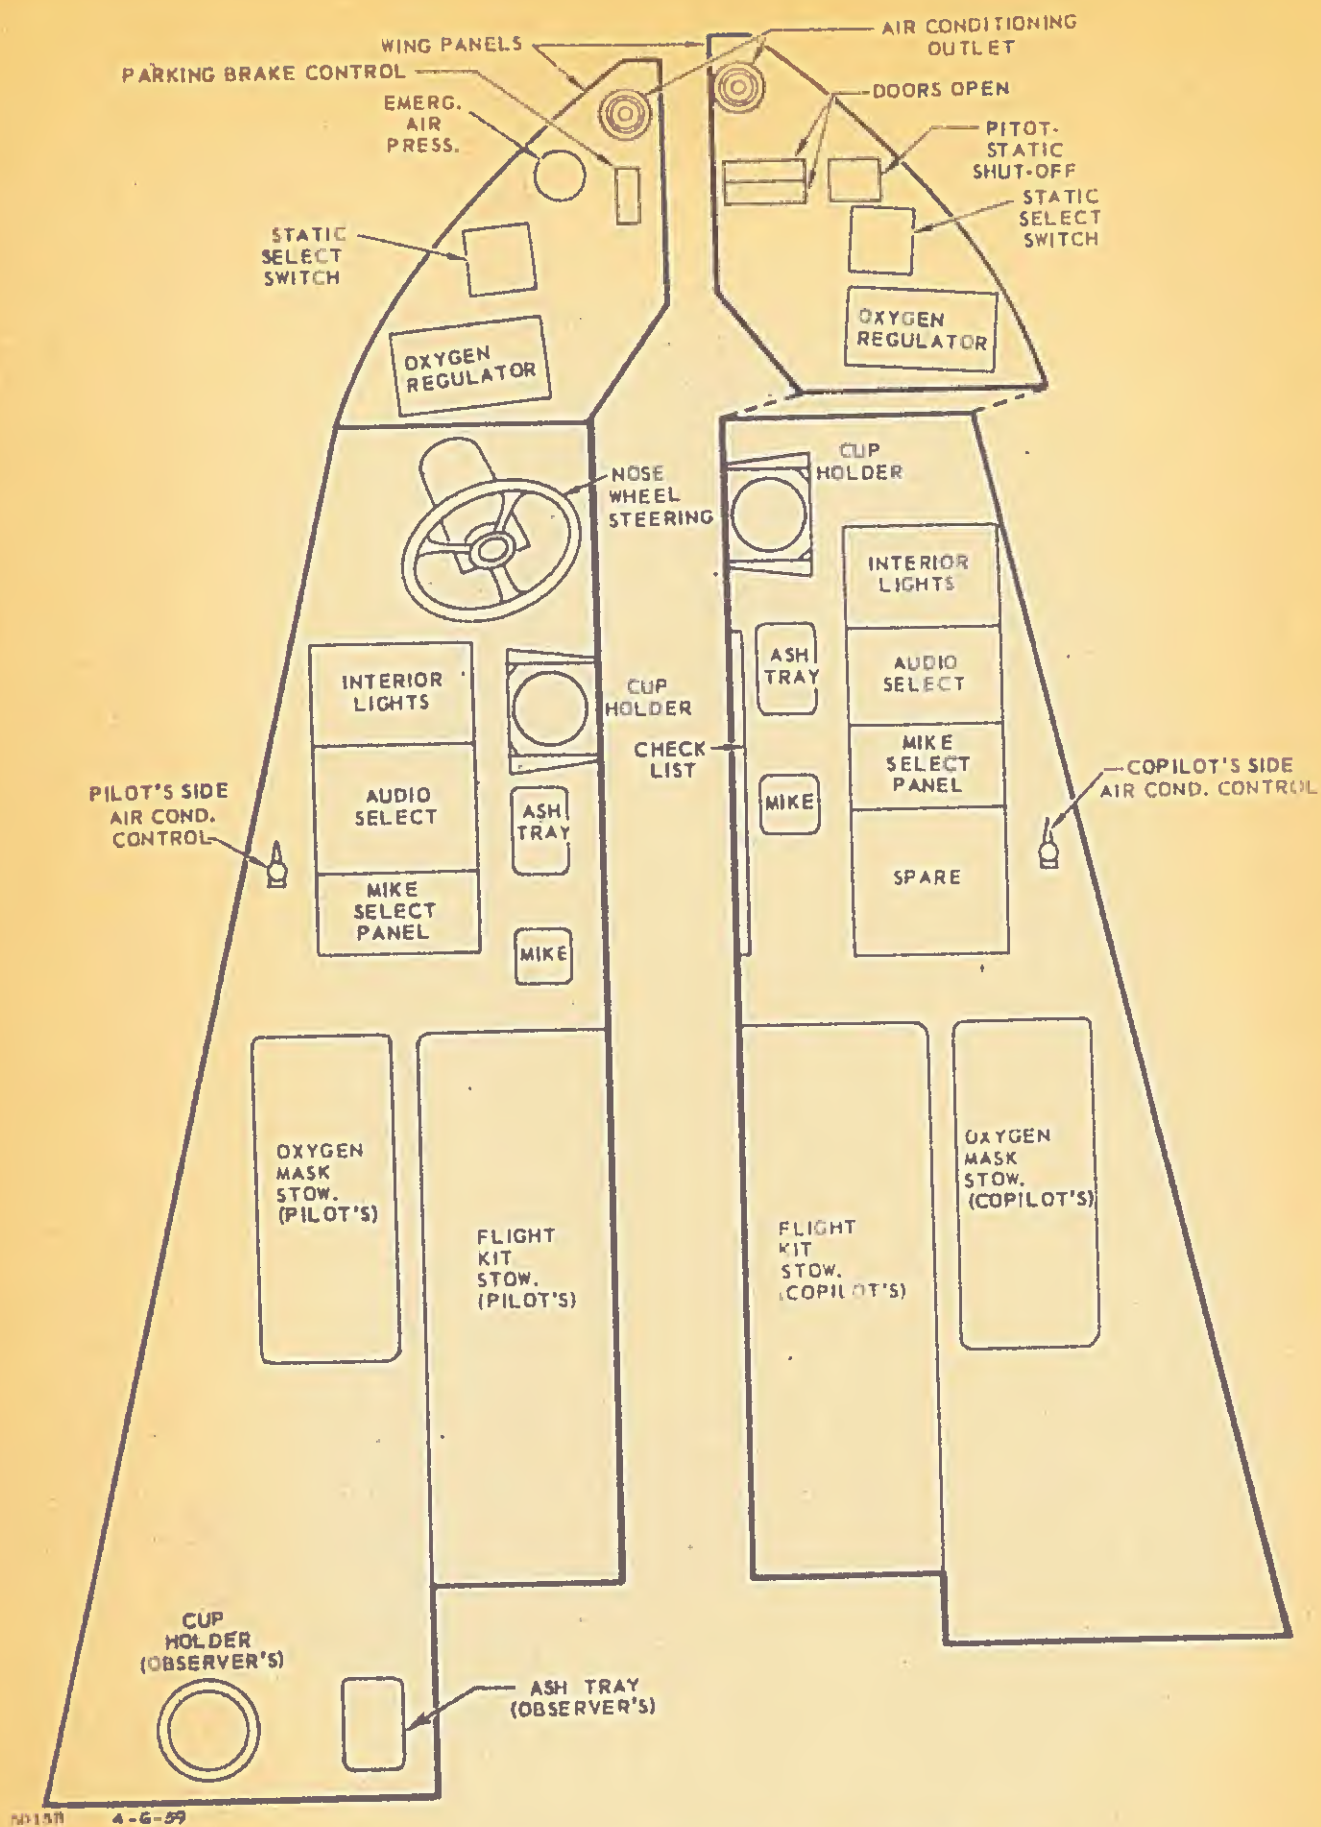 WING PANELS
AIR CONDITIONING
OUTLET
PARKING BRAKE CONTROL
DOORS OPEN
EMERG.
AIR
PRESS.
PITOT-
STATIC
SHUT-OFF
STATIC
SELECT
SWITCH
STATIC
SELECT
SWITCH
OXYGEN
REGULATOR
OXYGEN
REGULATOR
NOSE
WHEEL
STEERING
CUP
HOLDER
INTERIOR
LIGHTS
ASH
TRAY
AUDIO
SELECT
INTERIOR
LIGHTS
CUP
HOLDER
CHECK
LIST
MIKE
SELECT
PANEL
COPILOT'S SIDE
AIR COND. CONTROL
PILOT'S SIDE
AIR COND.
CONTROL
AUDIO
SELECT
ASH
TRAY
MIKE
SPARE
MIKE
SELECT
PANEL
MIKE
OXYGEN
MASK
STOW.
(PILOT'S)
FLIGHT
KIT
STOW.
(PILOT'S)
FLIGHT
KIT
STOW.
(COPILOT'S)
OXYGEN
MASK
STOW.
(COPILOT'S)
CUP
HOLDER
(OBSERVER'S)
ASH TRAY
(OBSERVER'S)
4-6-59